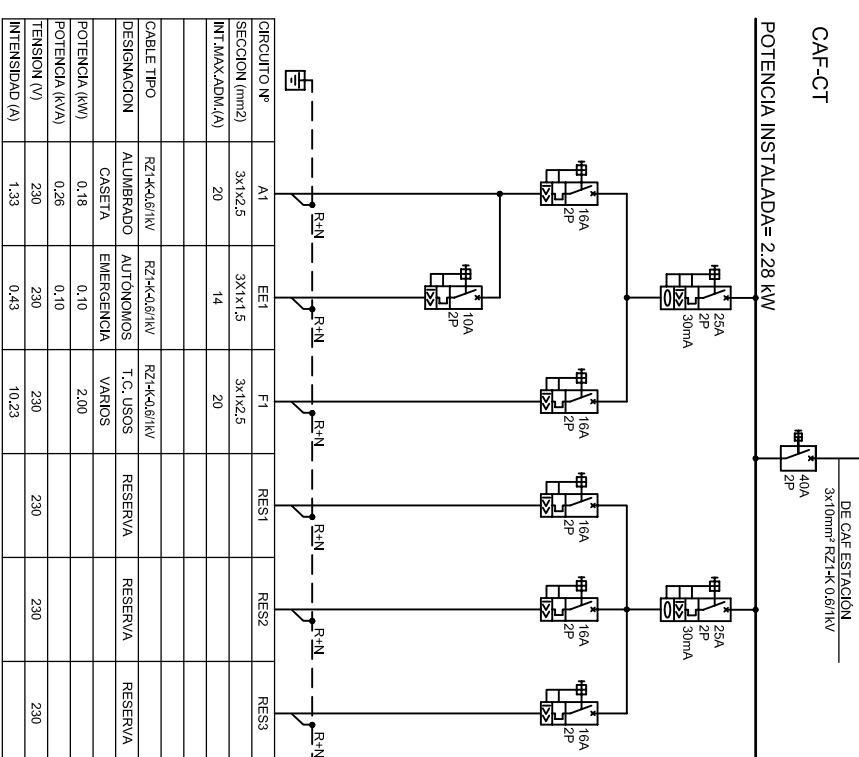 CAF-CT
POTENCIA INSTALADA= 2.28 kW
DE CAF ESTACIÓN
3x10mm² RZ1-K 0.6/1kV
40A
2P
25A
2P
30mA
25A
2P
30mA
16A
2P
16A
2P
16A
2P
16A
2P
16A
2P
10A
2P
R+N
R+N
R+N
R+N
R+N
R+N
CIRCUITO Nº A1 EE1 F1 RES1 RES2 RES3
SECCION (mm2) 3x1x2.5 3X1x1.5 3x1x2.5
INT.MAX.ADM.(A) 20 14 20
CABLE TIPO RZ1-K-0.6/1kV RZ1-K-0.6/1kV RZ1-K-0.6/1kV
DESIGNACION ALUMBRADO AUTÓNOMOS T.C. USOS RESERVA RESERVA RESERVA
CASETA EMERGENCIA VARIOS
POTENCIA (kW) 0.18 0.10 2.00
POTENCIA (kVA) 0.26 0.10
TENSION (V) 230 230 230 230 230 230
INTENSIDAD (A) 1.33 0.43 10.23